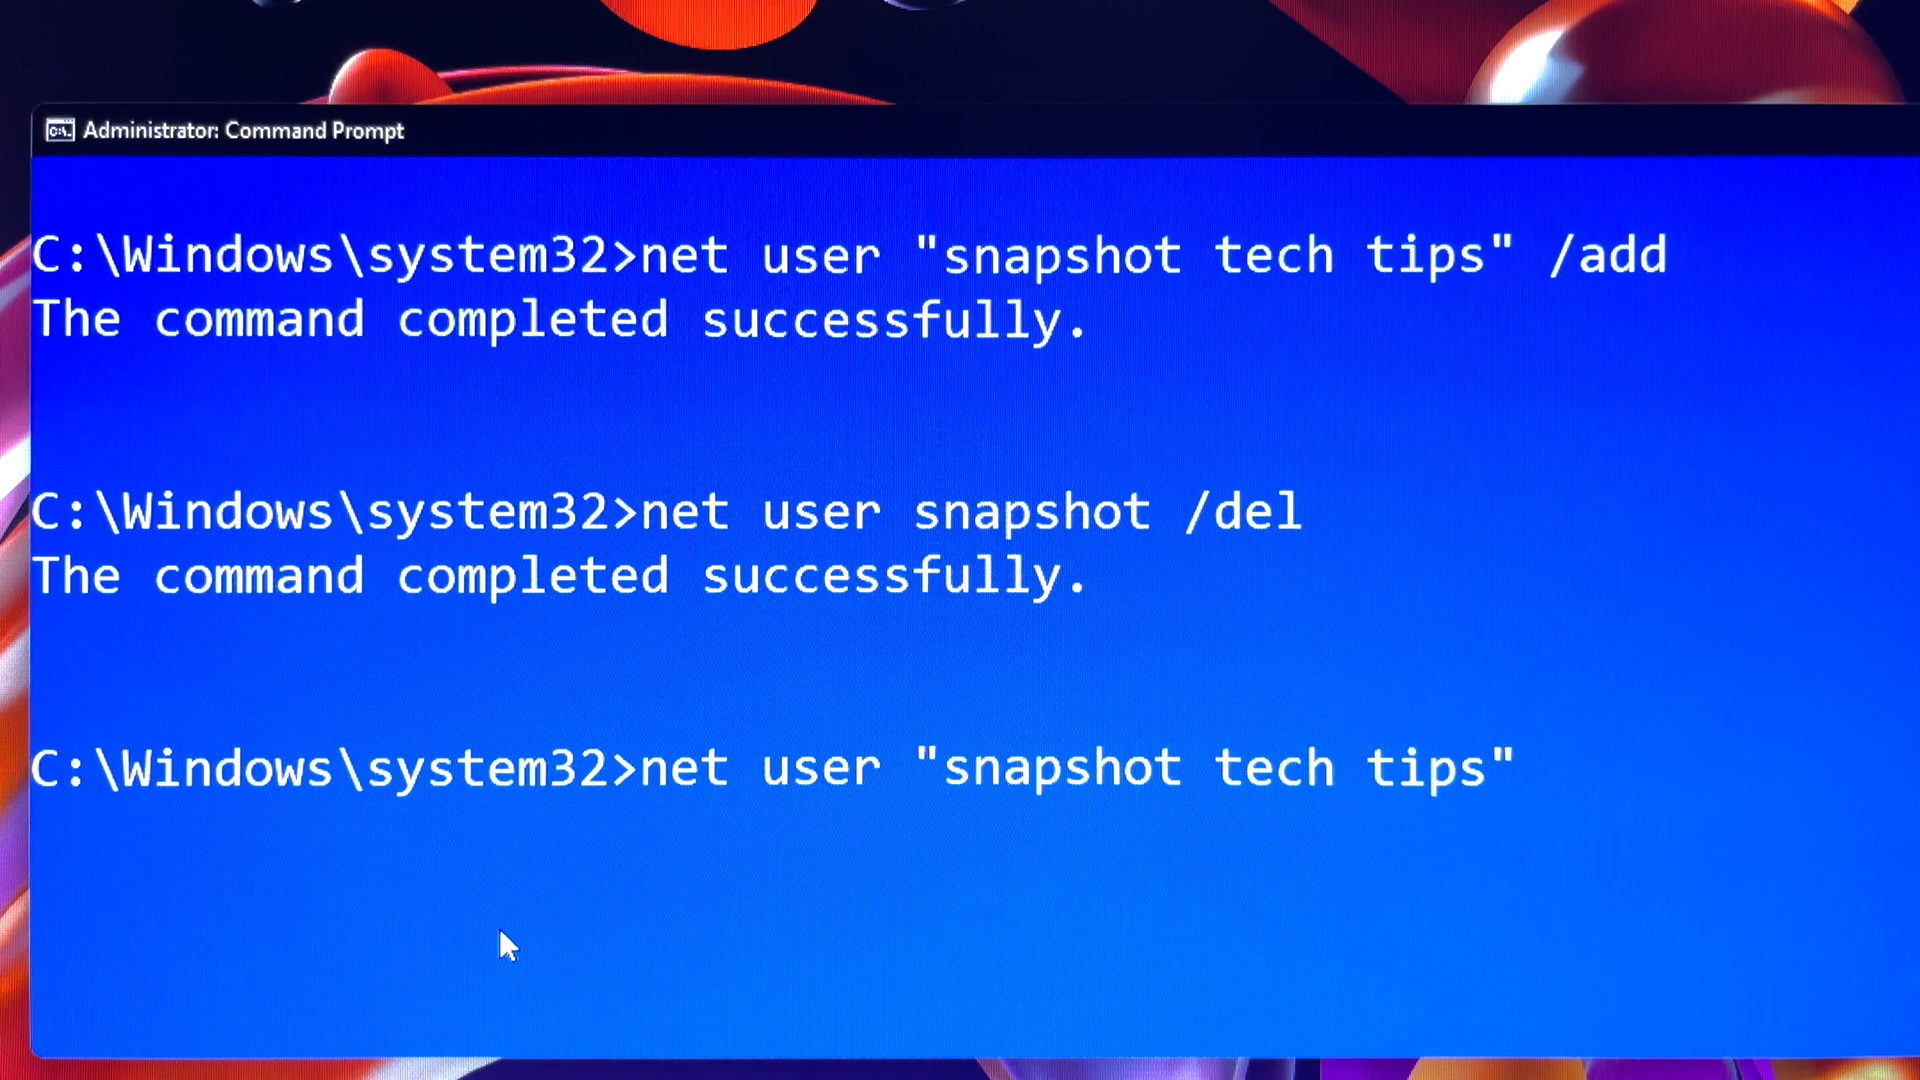 Administrator: Command Prompt
C:\Windows\system32>net user "snapshot tech tips" /add
The command completed successfully.
C:\Windows\system32>net user snapshot /del
The command completed successfully.
C:\Windows\system32>net user "snapshot tech tips"